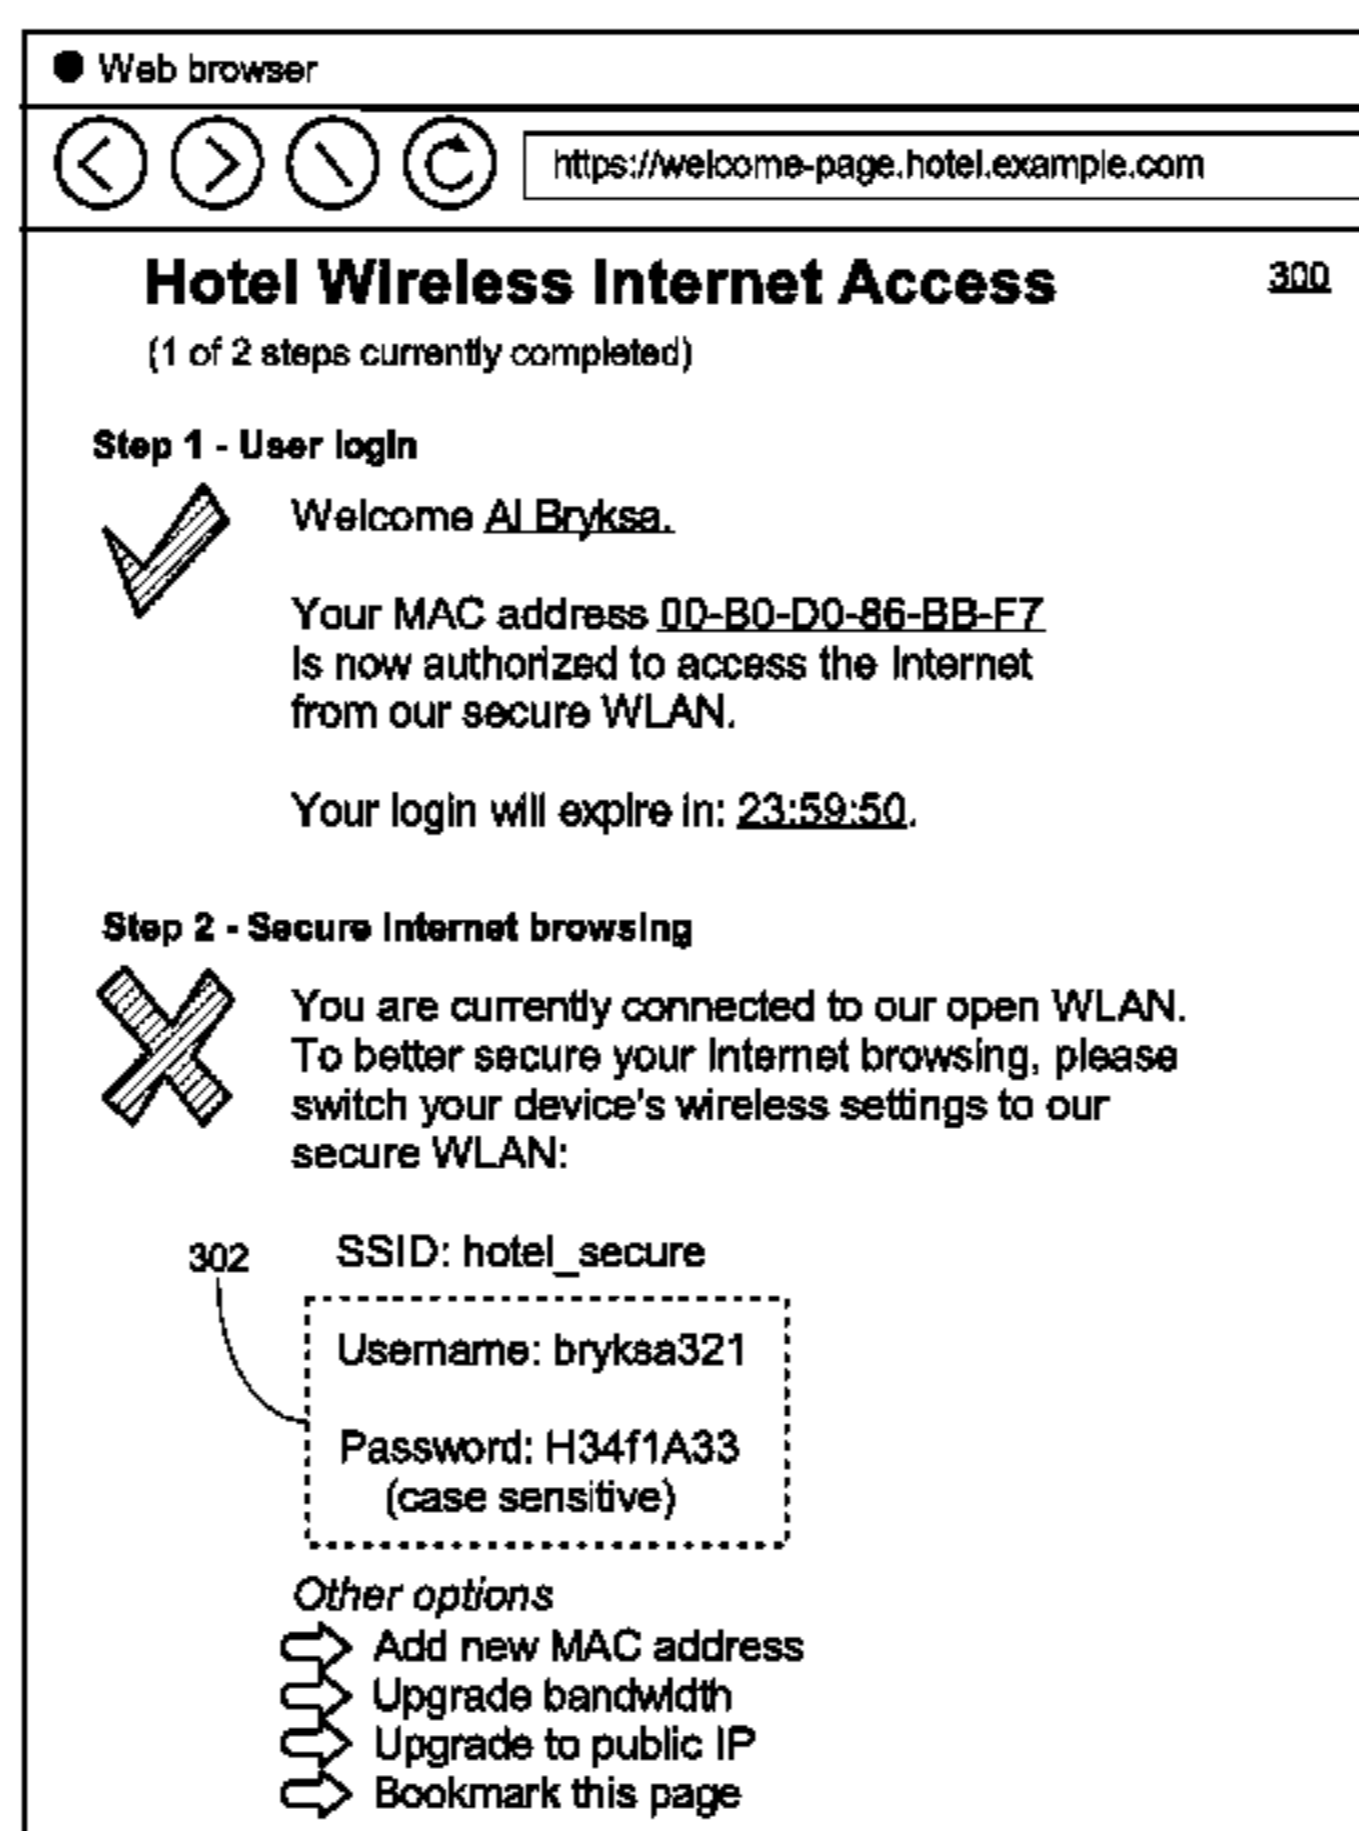 Web browser
https://welcome-page.hotel.example.com
Hotel Wireless Internet Access
300
(1 of 2 steps currently completed)
Step 1 - User login
Welcome Al Bryksa.
Your MAC address 00-B0-D0-86-BB-F7
is now authorized to access the Internet
from our secure WLAN.
Your login will expire in: 23:59:50.
Step 2 - Secure Internet browsing
You are currently connected to our open WLAN.
To better secure your Internet browsing, please
switch your device's wireless settings to our
secure WLAN:
302
SSID: hotel_secure
Username: bryksa321
Password: H34f1A33
(case sensitive)
Other options
Add new MAC address
Upgrade bandwidth
Upgrade to public IP
Bookmark this page